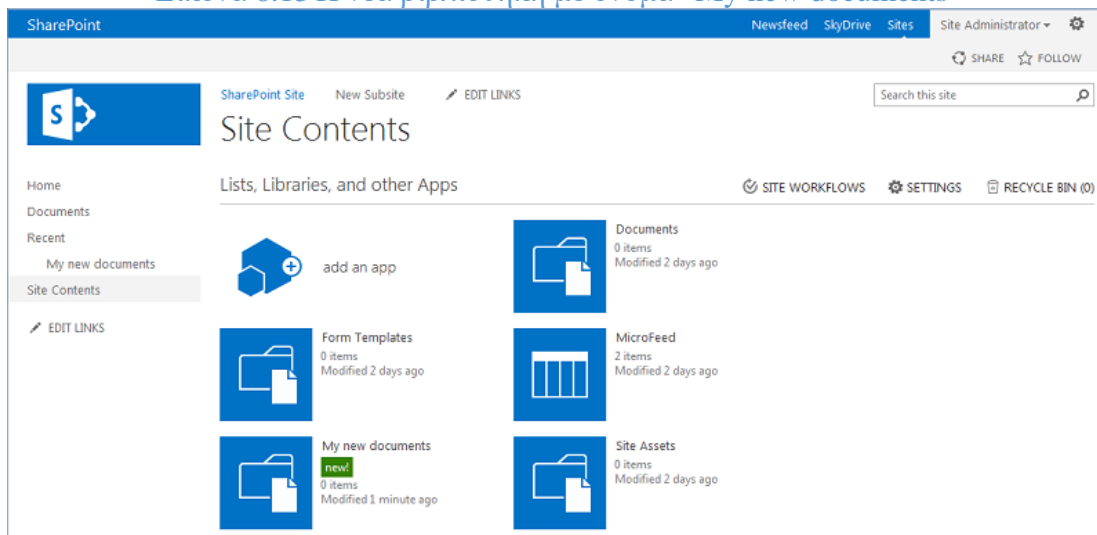 SharePoint Newsfeed SkyDrive Sites Site Administrator
SHARE FOLLOW
SharePoint Site New Subsite EDIT LINKS Search this site
S
Site Contents
Home
Documents
Recent
My new documents
Site Contents
EDIT LINKS
Lists, Libraries, and other Apps SITE WORKFLOWS SETTINGS RECYCLE BIN (0)
add an app
Documents
0 items
Modified 2 days ago
Form Templates
0 items
Modified 2 days ago
MicroFeed
2 items
Modified 2 days ago
My new documents
new!
0 items
Modified 1 minute ago
Site Assets
0 items
Modified 2 days ago